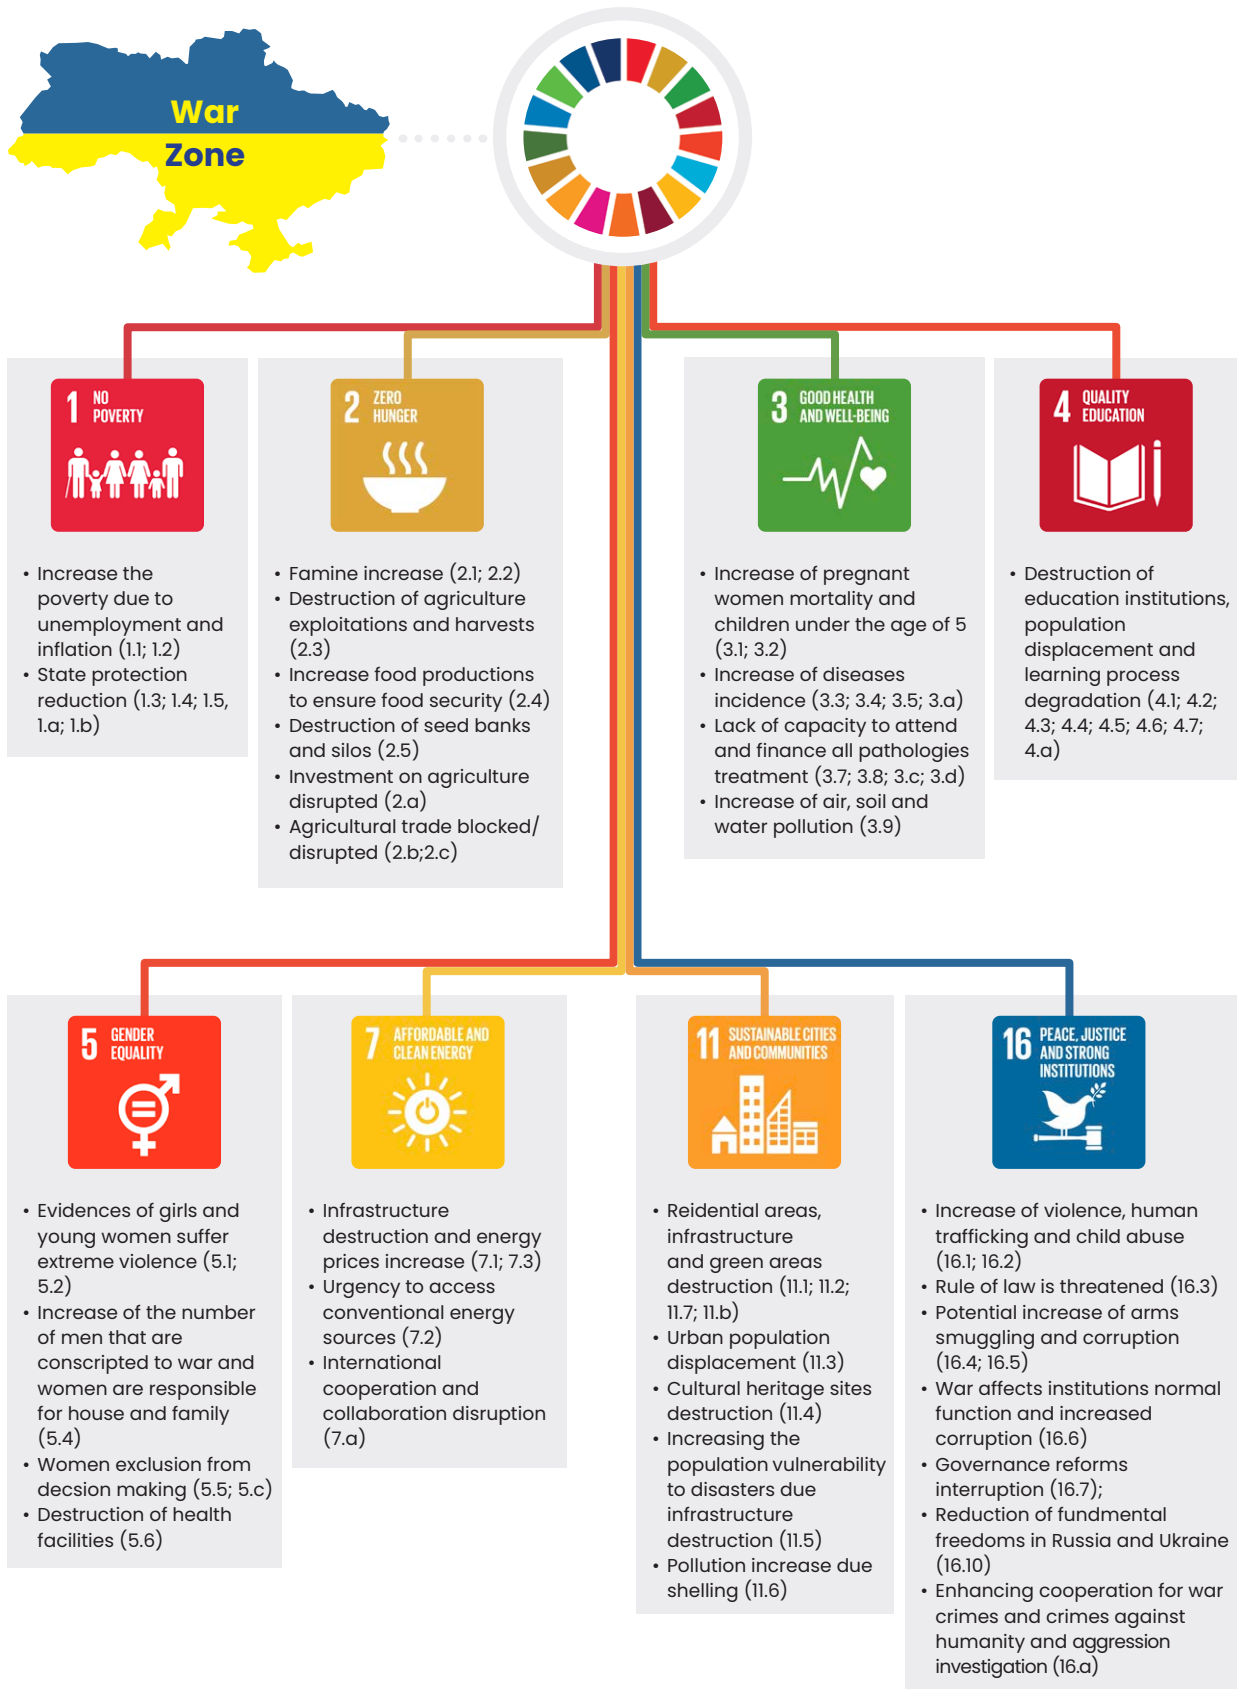 War
Zone
1 NO
POVERTY
• Increase the
poverty due to
unemployment and
inflation (1.1; 1.2)
• State protection
reduction (1.3; 1.4; 1.5,
1.a; 1.b)
2 ZERO
HUNGER
• Famine increase (2.1; 2.2)
• Destruction of agriculture
exploitations and harvests
(2.3)
• Increase food productions
to ensure food security (2.4)
• Destruction of seed banks
and silos (2.5)
• Investment on agriculture
disrupted (2.a)
• Agricultural trade blocked/
disrupted (2.b;2.c)
3 GOOD HEALTH
AND WELL-BEING
• Increase of pregnant
women mortality and
children under the age of 5
(3.1; 3.2)
• Increase of diseases
incidence (3.3; 3.4; 3.5; 3.a)
• Lack of capacity to attend
and finance all pathologies
treatment (3.7; 3.8; 3.c; 3.d)
• Increase of air, soil and
water pollution (3.9)
4 QUALITY
EDUCATION
• Destruction of
education institutions,
population
displacement and
learning process
degradation (4.1; 4.2;
4.3; 4.4; 4.5; 4.6; 4.7;
4.a)
5 GENDER
EQUALITY
• Evidences of girls and
young women suffer
extreme violence (5.1;
5.2)
• Increase of the number
of men that are
conscripted to war and
women are responsible
for house and family
(5.4)
• Women exclusion from
decsion making (5.5; 5.c)
• Destruction of health
facilities (5.6)
7 AFFORDABLE AND
CLEAN ENERGY
• Infrastructure
destruction and energy
prices increase (7.1; 7.3)
• Urgency to access
conventional energy
sources (7.2)
• International
cooperation and
collaboration disruption
(7.a)
11 SUSTAINABLE CITIES
AND COMMUNITIES
• Reidential areas,
infrastructure
and green areas
destruction (11.1; 11.2;
11.7; 11.b)
• Urban population
displacement (11.3)
• Cultural heritage sites
destruction (11.4)
• Increasing the
population vulnerability
to disasters due
infrastructure
destruction (11.5)
• Pollution increase due
shelling (11.6)
16 PEACE, JUSTICE
AND STRONG
INSTITUTIONS
• Increase of violence, human
trafficking and child abuse
(16.1; 16.2)
• Rule of law is threatened (16.3)
• Potential increase of arms
smuggling and corruption
(16.4; 16.5)
• War affects institutions normal
function and increased
corruption (16.6)
• Governance reforms
interruption (16.7);
• Reduction of fundmental
freedoms in Russia and Ukraine
(16.10)
• Enhancing cooperation for war
crimes and crimes against
humanity and aggression
investigation (16.a)